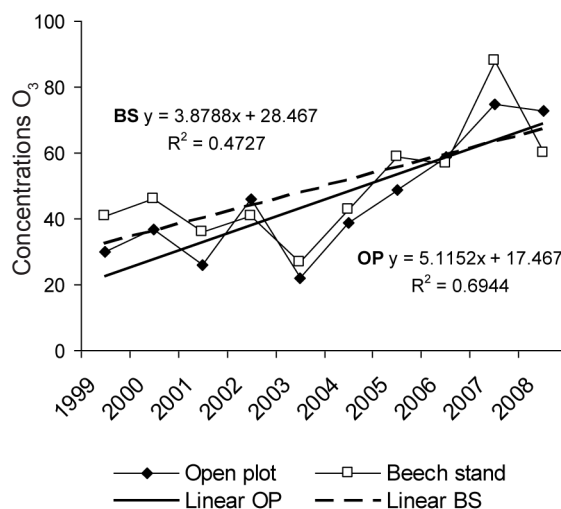 Concentrations O₃
100
80
60
40
20
0
BS y = 3.8788x + 28.467
R² = 0.4727
OP y = 5.1152x + 17.467
R² = 0.6944
1999
2000
2001
2002
2003
2004
2005
2006
2007
2008
Open plot
Beech stand
Linear OP
Linear BS